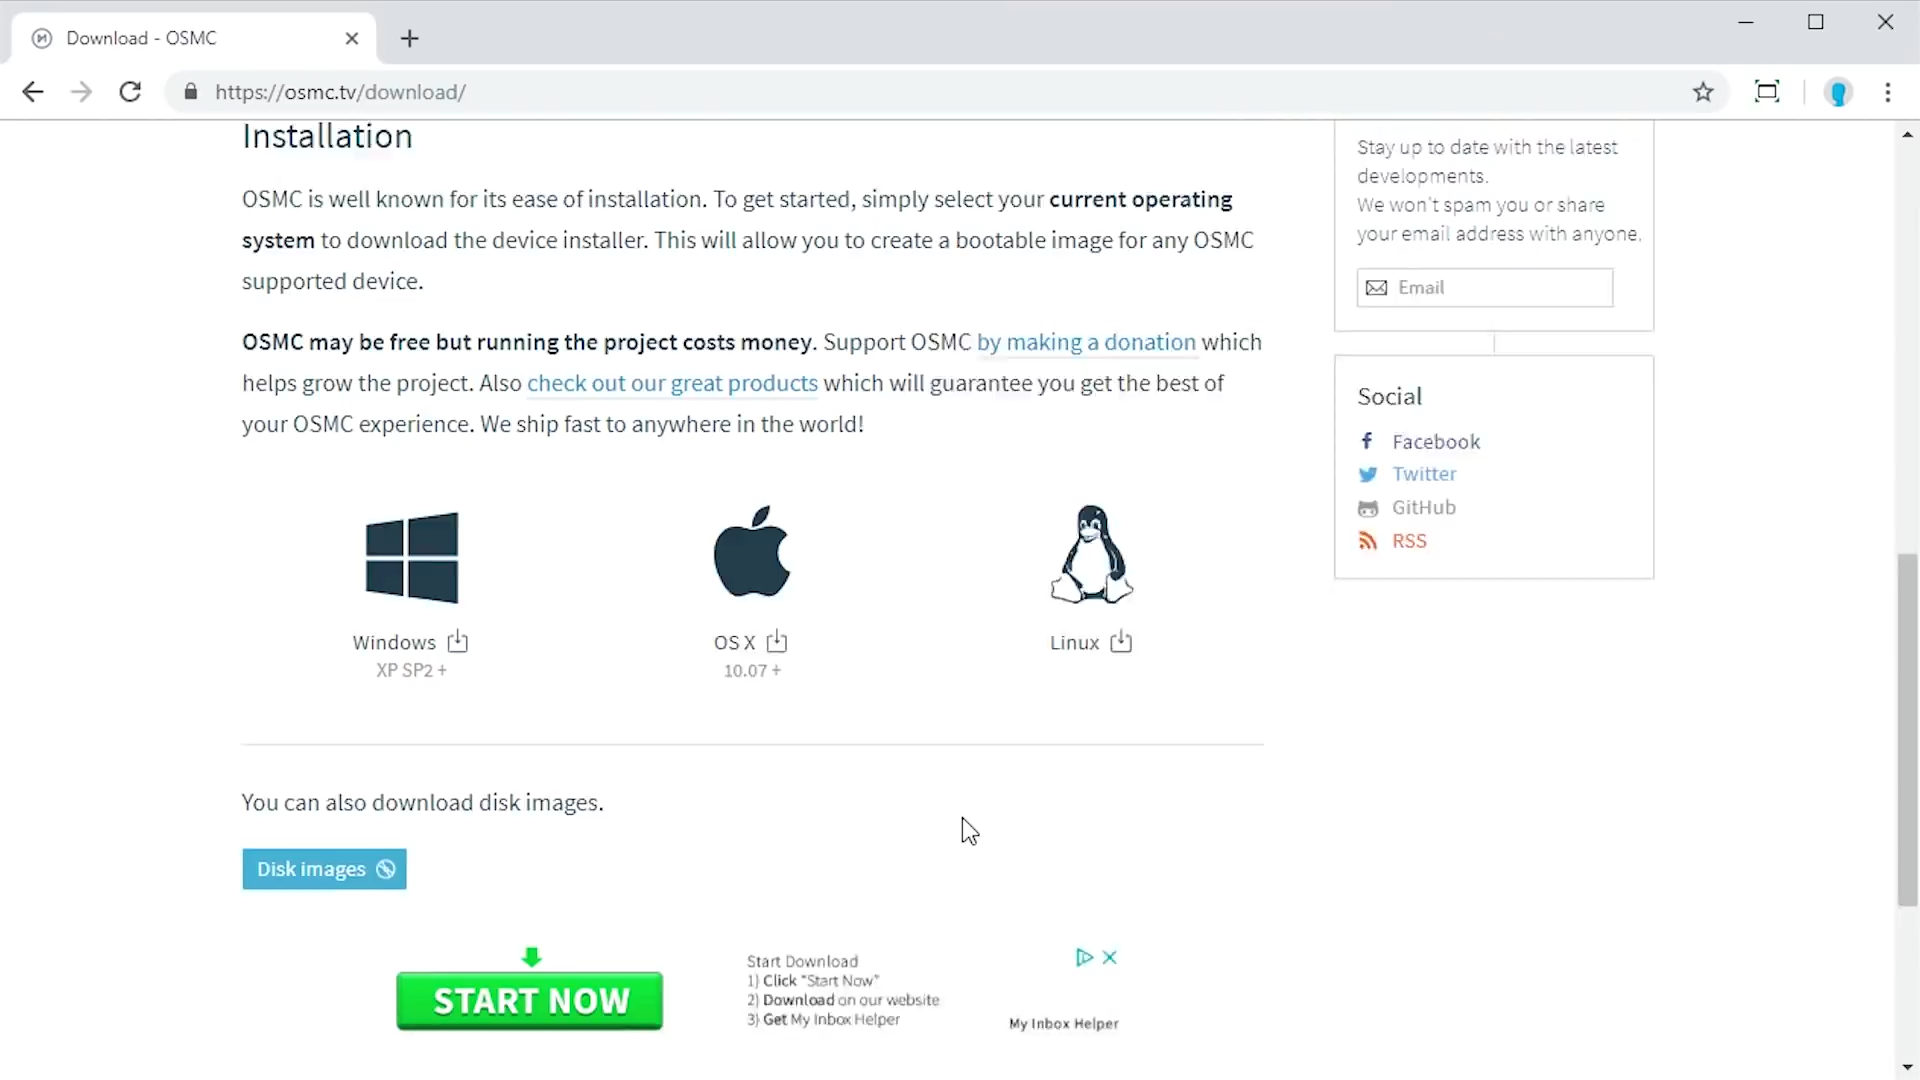 Download - OSMC
https://osmc.tv/download/
Installation
OSMC is well known for its ease of installation. To get started, simply select your current operating
system to download the device installer. This will allow you to create a bootable image for any OSMC
supported device.
OSMC may be free but running the project costs money. Support OSMC by making a donation which
helps grow the project. Also check out our great products which will guarantee you get the best of
your OSMC experience. We ship fast to anywhere in the world!
Windows
XP SP2 +
OS X
10.07 +
Linux
You can also download disk images.
Disk images
START NOW
Start Download
1) Click "Start Now"
2) Download on our website
3) Get My Inbox Helper
My Inbox Helper
Stay up to date with the latest
developments.
We won't spam you or share
your email address with anyone.
Email
Social
Facebook
Twitter
GitHub
RSS